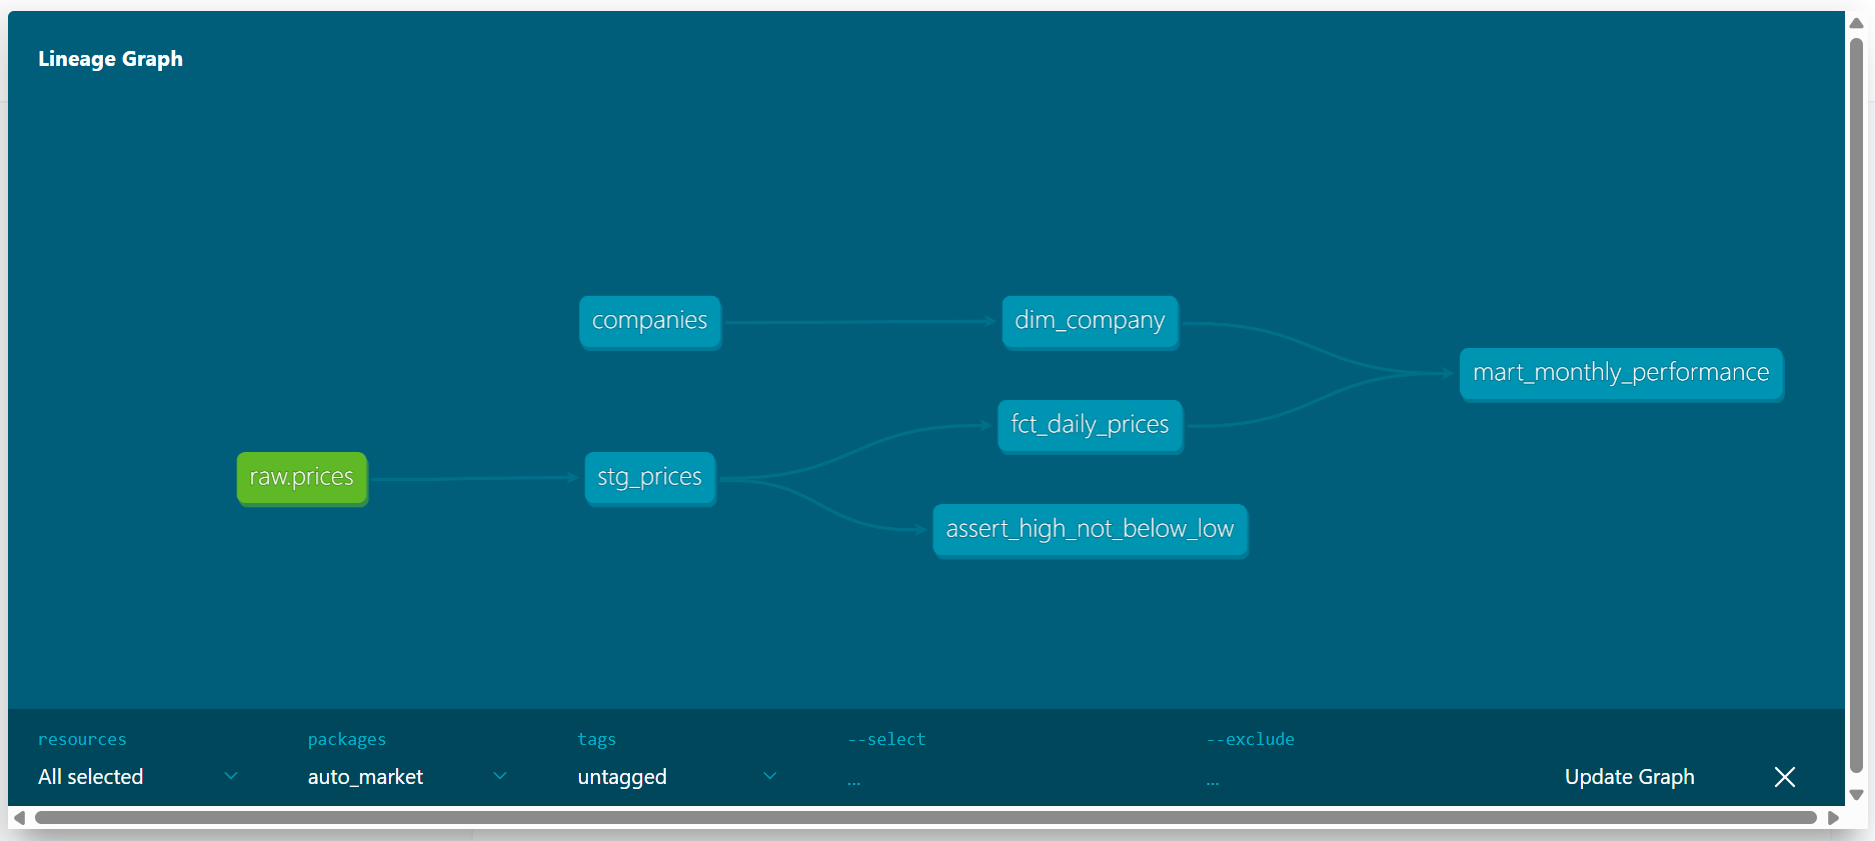 Lineage Graph
companies
dim_company
mart_monthly_performance
fct_daily_prices
raw.prices
stg_prices
assert_high_not_below_low
resources
packages
tags
--select
--exclude
All selected
auto_market
untagged
...
...
Update Graph